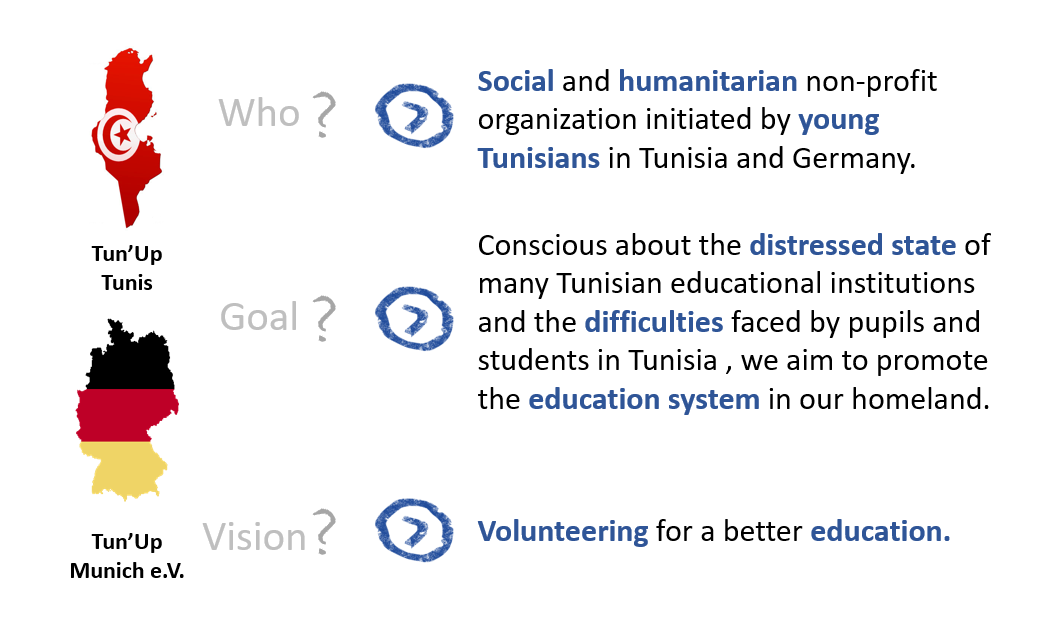 Who ?
Social and humanitarian non-profit
organization initiated by young
Tunisians in Tunisia and Germany.
Tun’Up
Tunis
Goal ?
Conscious about the distressed state of
many Tunisian educational institutions
and the difficulties faced by pupils and
students in Tunisia , we aim to promote
the education system in our homeland.
Tun’Up
Munich e.V.
Vision ?
Volunteering for a better education.